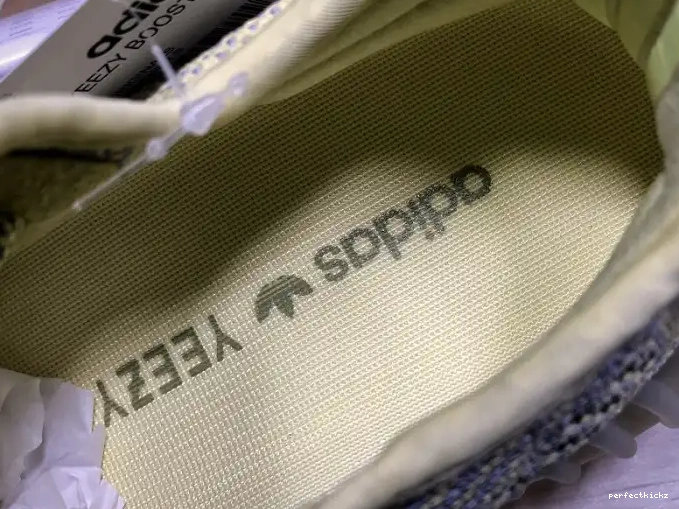 adidas
YEEZY BOOST
adidas YEEZY
perfectkickz